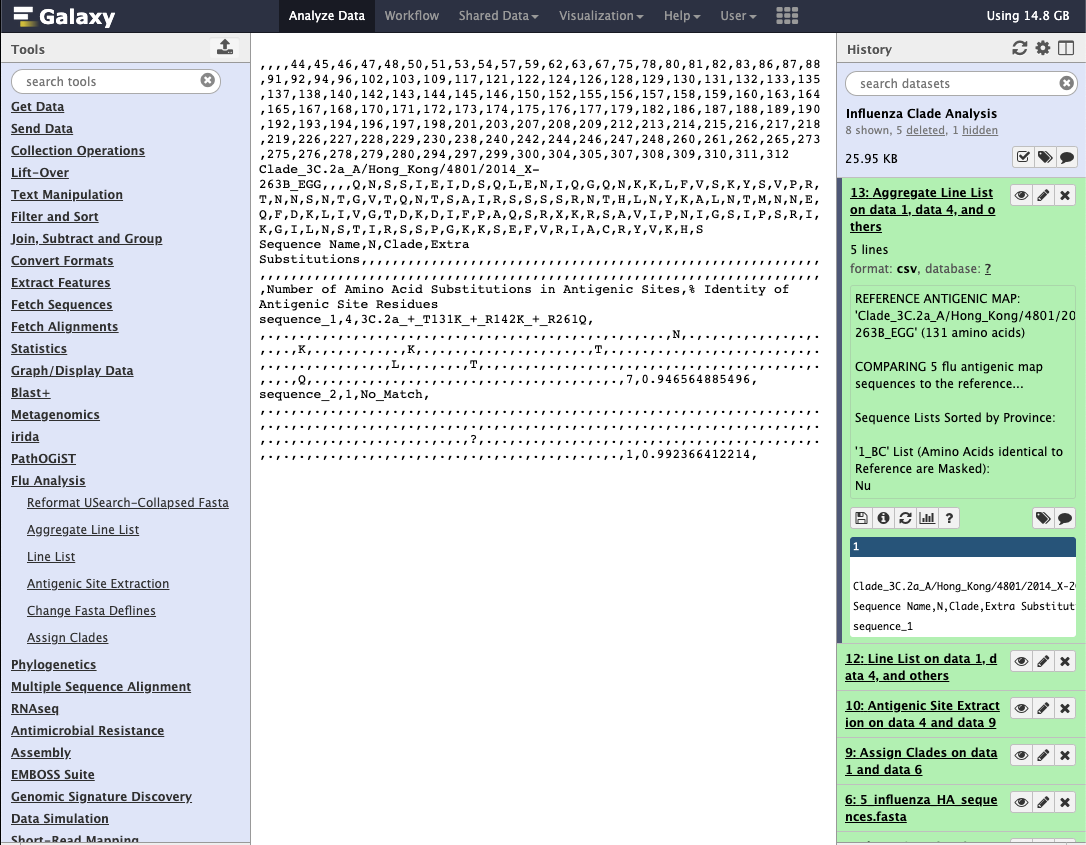 Galaxy
Analyze Data
Workflow
Shared Data
Visualization
Help
User
Using 14.8 GB
Tools
search tools
Get Data
Send Data
Collection Operations
Lift-Over
Text Manipulation
Filter and Sort
Join, Subtract and Group
Convert Formats
Extract Features
Fetch Sequences
Fetch Alignments
Statistics
Graph/Display Data
Blast+
Metagenomics
irida
PathOGiST
Flu Analysis
Reformat USearch-Collapsed Fasta
Aggregate Line List
Line List
Antigenic Site Extraction
Change Fasta Deflines
Assign Clades
Phylogenetics
Multiple Sequence Alignment
RNAseq
Antimicrobial Resistance
Assembly
EMBOSS Suite
Genomic Signature Discovery
Data Simulation
Short-Read Mapping
,,,,44,45,46,47,48,50,51,53,54,57,59,62,63,67,75,78,80,81,82,83,86,87,88
,91,92,94,96,102,103,109,117,121,122,124,126,128,129,130,131,132,133,135
,137,138,140,142,143,144,145,146,150,152,155,156,157,158,159,160,163,164
,165,167,168,170,171,172,173,174,175,176,177,179,182,186,187,188,189,190
,192,193,194,196,197,198,201,203,207,208,209,212,213,214,215,216,217,218
,219,226,227,228,229,230,238,240,242,244,246,247,248,260,261,262,265,273
,275,276,278,279,280,294,297,299,300,304,305,307,308,309,310,311,312
Clade_3C.2a_A/Hong_Kong/4801/2014_X-
263B_EGG,,,,Q,N,S,S,I,E,I,D,S,Q,L,E,N,I,Q,G,Q,N,K,K,L,F,V,S,K,Y,S,V,P,R,
T,N,N,S,N,T,G,V,T,Q,N,T,S,A,I,R,S,S,S,S,R,N,T,H,L,N,Y,K,A,L,N,T,M,N,N,E,
Q,F,D,K,L,I,V,G,T,D,K,D,I,F,P,A,Q,S,R,X,K,R,S,A,V,I,P,N,I,G,S,I,P,S,R,I,
K,G,I,L,N,S,T,I,R,S,S,P,G,K,K,S,E,F,V,R,I,A,C,R,Y,V,K,H,S
Sequence Name,N,Clade,Extra
Substitutions,,,,,,,,,,,,,,,,,,,,,,,,,,,,,,,,,,,,,,,,,,,,,,,,,,,,,,,,,,,
,,,,,,,,,,,,,,,,,,,,,,,,,,,,,,,,,,,,,,,,,,,,,,,,,,,,,,,,,,,,,,,,,,,,,,,,
,Number of Amino Acid Substitutions in Antigenic Sites,% Identity of
Antigenic Site Residues
sequence_1,4,3C.2a_+_T131K_+_R142K_+_R261Q,
,.,.,.,.,.,.,.,.,.,.,.,.,.,.,.,.,.,.,.,.,.,.,.,.,.,.,N,.,.,.,.,.,.,.,.,.
,.,.,K,.,.,.,.,.,.,K,.,.,.,.,.,.,.,.,.,.,.,T,.,.,.,.,.,.,.,.,.,.,.,.,.,.
,.,.,.,.,.,.,.,.,L,.,.,.,T,.,.,.,.,.,.,.,.,.,.,.,.,.,.,.,.,.,.,.,.,.,.,.
,.,.,Q,.,.,.,.,.,.,.,.,.,.,.,.,.,.,.,.,.,.,.,7,0.946564885496,
sequence_2,1,No_Match,
,.,.,.,.,.,.,.,.,.,.,.,.,.,.,.,.,.,.,.,.,.,.,.,.,.,.,.,.,.,.,.,.,.,.,.,.
,.,.,.,.,.,.,.,.,.,.,.,.,.,.,.,.,.,.,.,.,.,.,.,.,.,.,.,.,.,.,.,.,.,.,.,.
,.,.,.,.,.,.,.,.,.,.,.,.,?,.,.,.,.,.,.,.,.,.,.,.,.,.,.,.,.,.,.,.,.,.,.,.
,.,.,.,.,.,.,.,.,.,.,.,.,.,.,.,.,.,.,.,.,.,.,1,0.992366412214,
History
search datasets
Influenza Clade Analysis
8 shown, 5 deleted, 1 hidden
25.95 KB
13: Aggregate Line List
on data 1, data 4, and o
thers
5 lines
format: csv, database: ?
REFERENCE ANTIGENIC MAP:
'Clade_3C.2a_A/Hong_Kong/4801/20
263B_EGG' (131 amino acids)
COMPARING 5 flu antigenic map
sequences to the reference...
Sequence Lists Sorted by Province:
'1_BC' List (Amino Acids identical to
Reference are Masked):
Nu
?
1
Clade_3C.2a_A/Hong_Kong/4801/2014_X-2
Sequence Name,N,Clade,Extra Substitut
sequence_1
12: Line List on data 1, d
ata 4, and others
10: Antigenic Site Extract
ion on data 4 and data 9
9: Assign Clades on data
1 and data 6
6: 5_influenza_HA_seque
nces.fasta